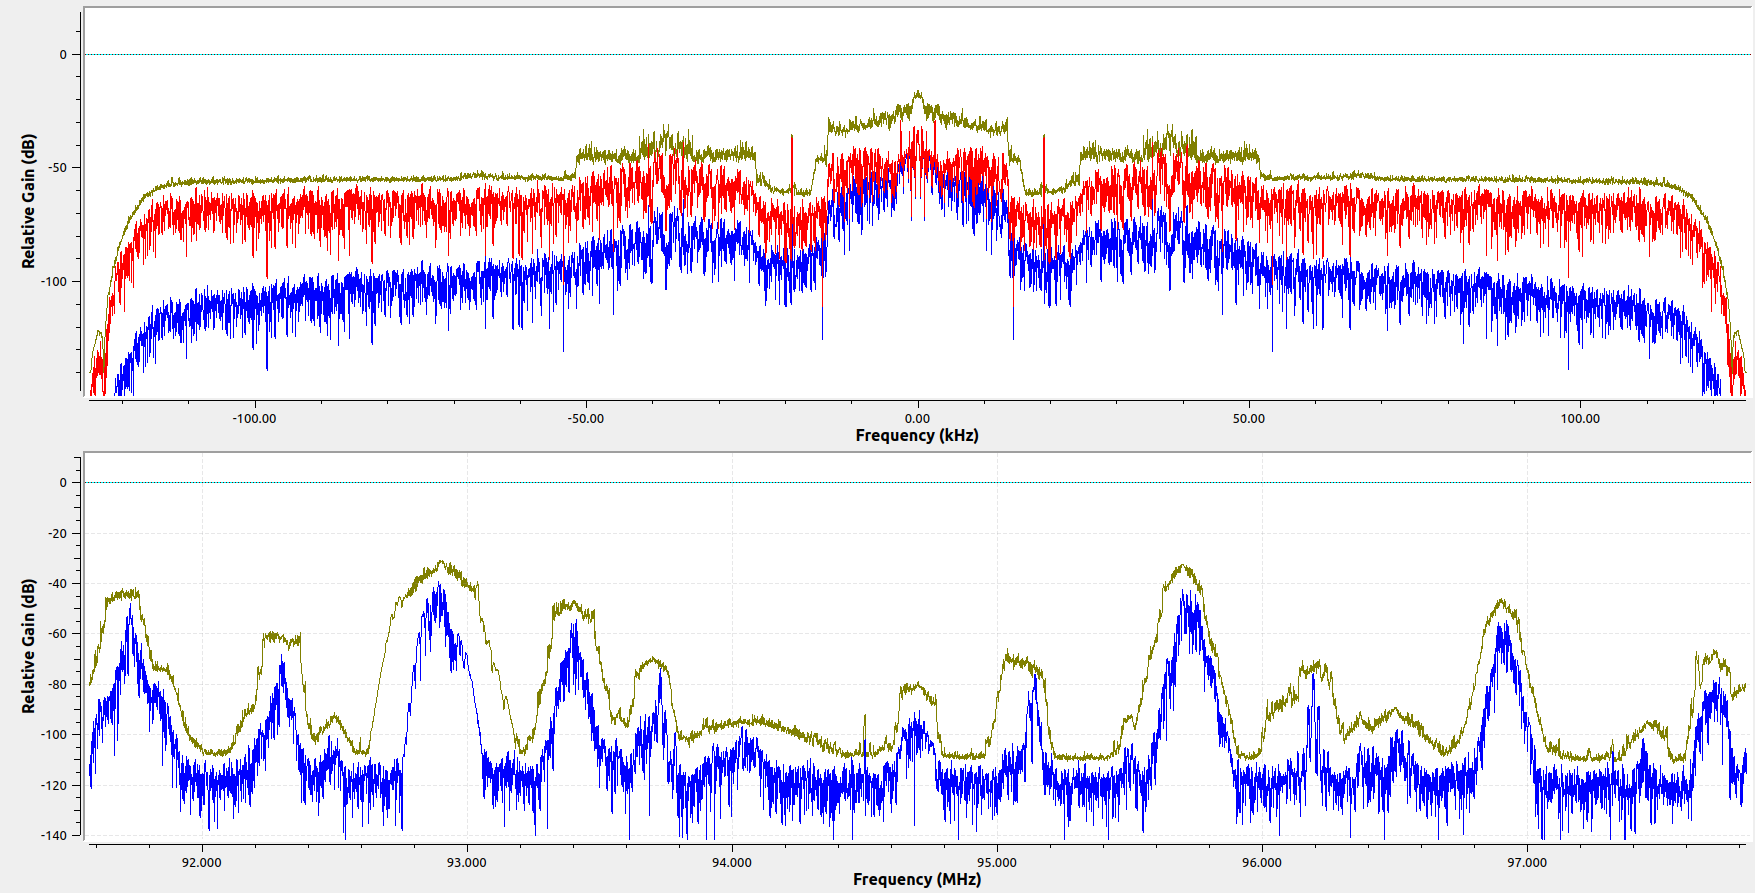 Relative Gain (dB)
0
-50
-100
-100.00 -50.00 0.00 50.00 100.00
Frequency (kHz)
Relative Gain (dB)
0
-20
-40
-60
-80
-100
-120
-140
92.000 93.000 94.000 95.000 96.000 97.000
Frequency (MHz)